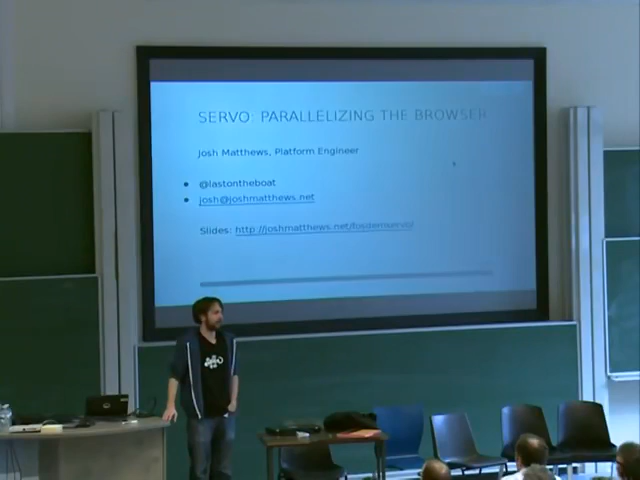 SERVO: PARALLELIZING THE BROWSER
Josh Matthews, Platform Engineer
@lastontheboat
josh@joshmatthews.net
Slides: http://joshmatthews.net/fosdemservo/